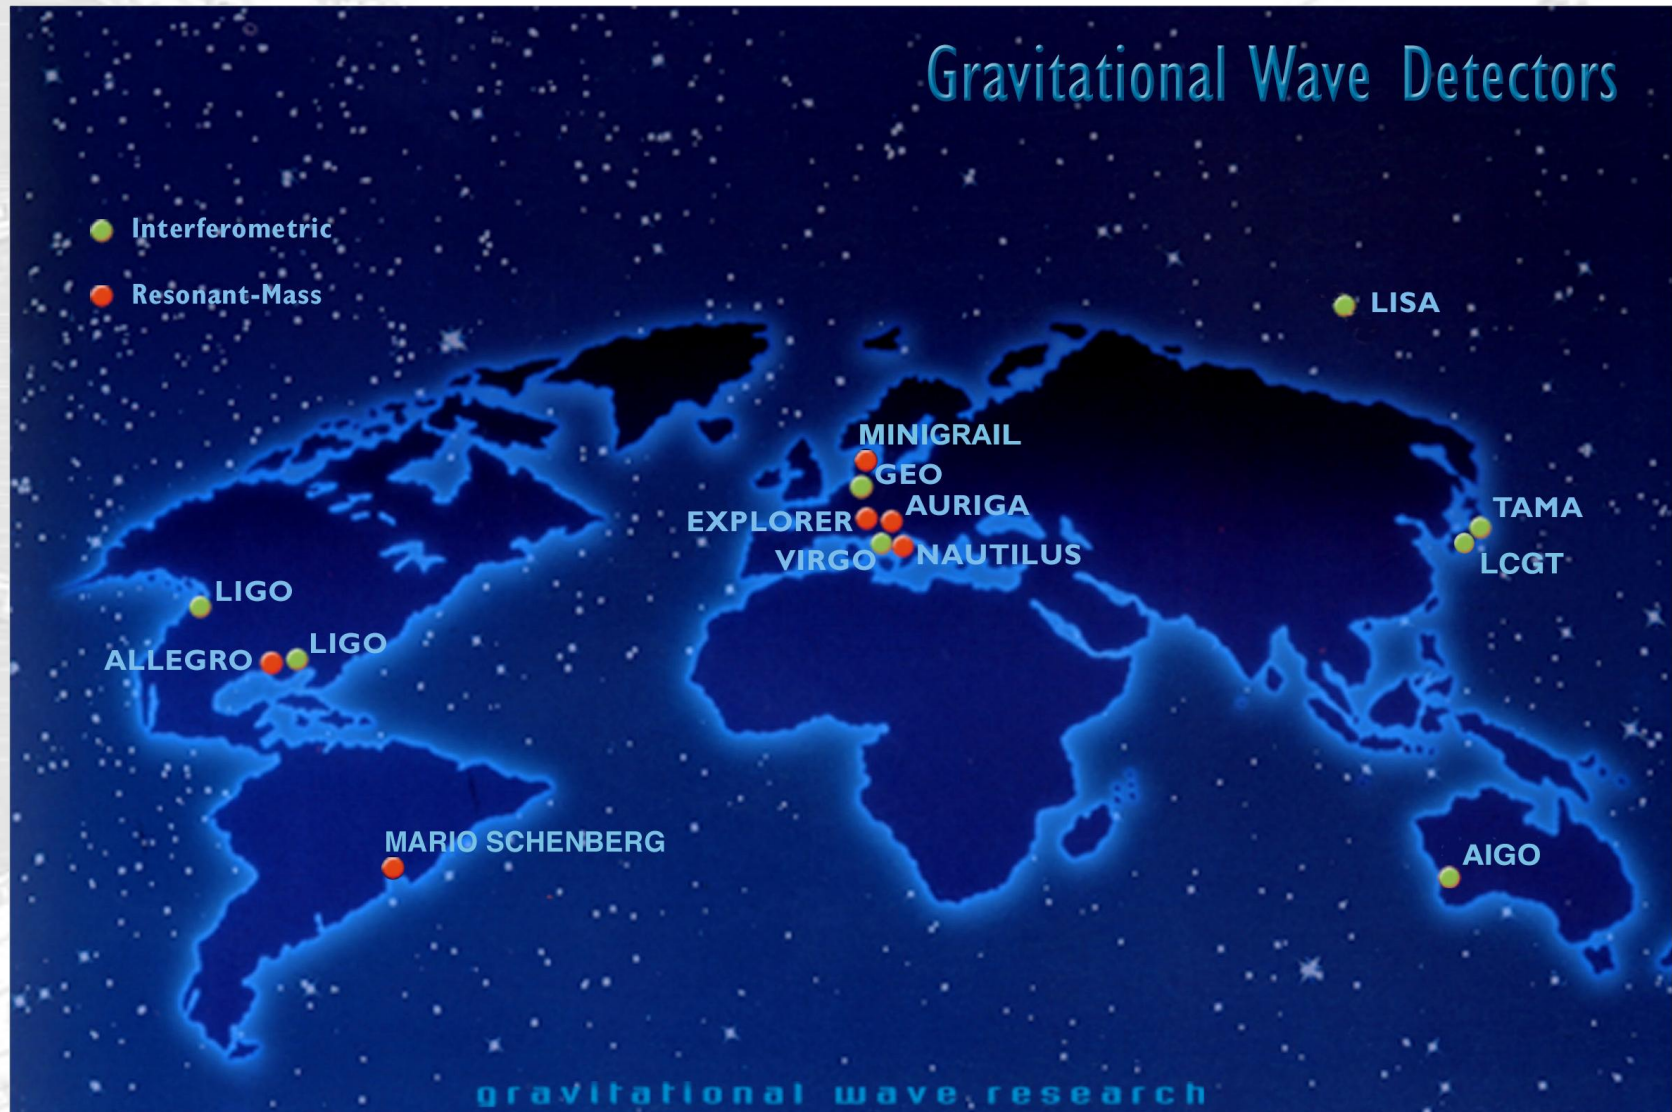 Gravitational Wave Detectors
Interferometric
Resonant-Mass
LISA
MINIGRAIL
GEO
AURIGA
EXPLORER
VIRGO
NAUTILUS
TAMA
LCGT
LIGO
LIGO
ALLEGRO
MARIO SCHENBERG
AIGO
gravitational wave research